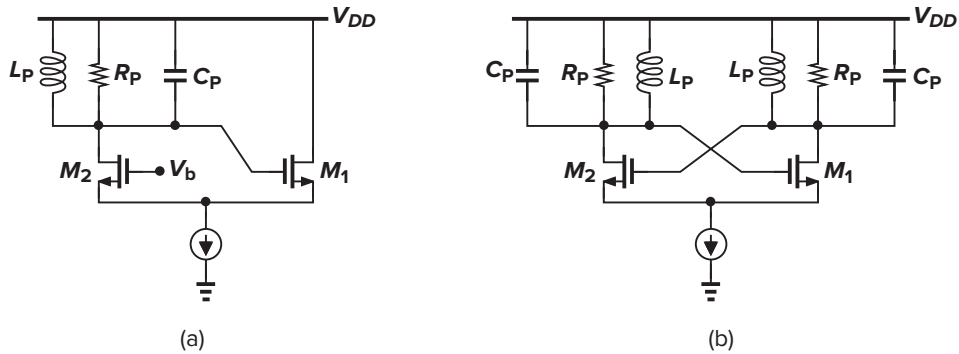 V_DD
L_P
R_P
C_P
M_2
V_b
M_1
(a)
V_DD
C_P
R_P
L_P
L_P
R_P
C_P
M_2
M_1
(b)